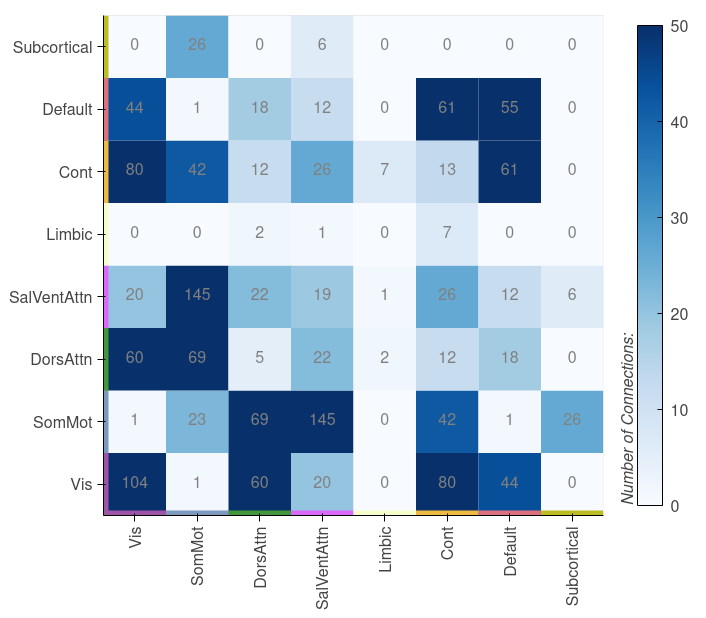 Subcortical 0 26 0 6 0 0 0 0
Default 44 1 18 12 0 61 55 0
Cont 80 42 12 26 7 13 61 0
Limbic 0 0 2 1 0 7 0 0
SalVentAttn 20 145 22 19 1 26 12 6
DorsAttn 60 69 5 22 2 12 18 0
SomMot 1 23 69 145 0 42 1 26
Vis 104 1 60 20 0 80 44 0
Vis
SomMot
DorsAttn
SalVentAttn
Limbic
Cont
Default
Subcortical
Number of Connections:
50
40
30
20
10
0